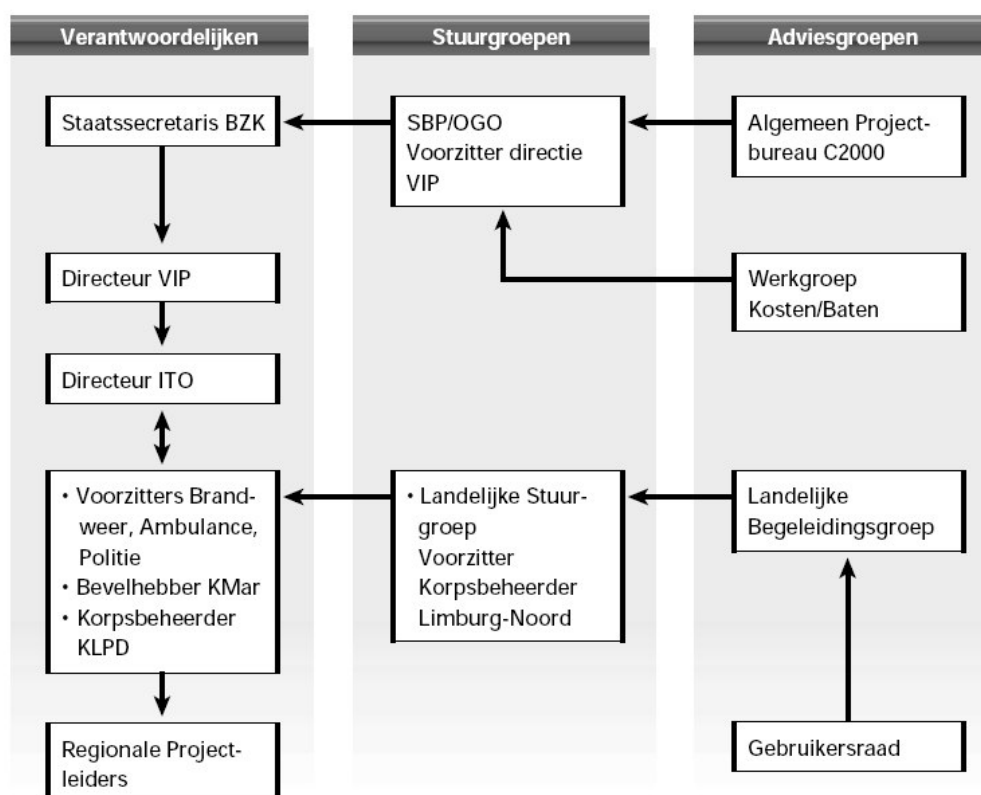 Verantwoordelijken
Staatssecretaris BZK
Directeur VIP
Directeur ITO
• Voorzitters Brand-
weer, Ambulance,
Politie
• Bevelhebber KMar
• Korpsbeheerder
KLPD
Regionale Project-
leiders
Stuurgroepen
SBP/OGO
Voorzitter directie
VIP
• Landelijke Stuur-
groep
Voorzitter
Korpsbeheerder
Limburg-Noord
Adviesgroepen
Algemeen Project-
bureau C2000
Werkgroep
Kosten/Baten
Landelijke
Begeleidingsgroep
Gebruikersraad